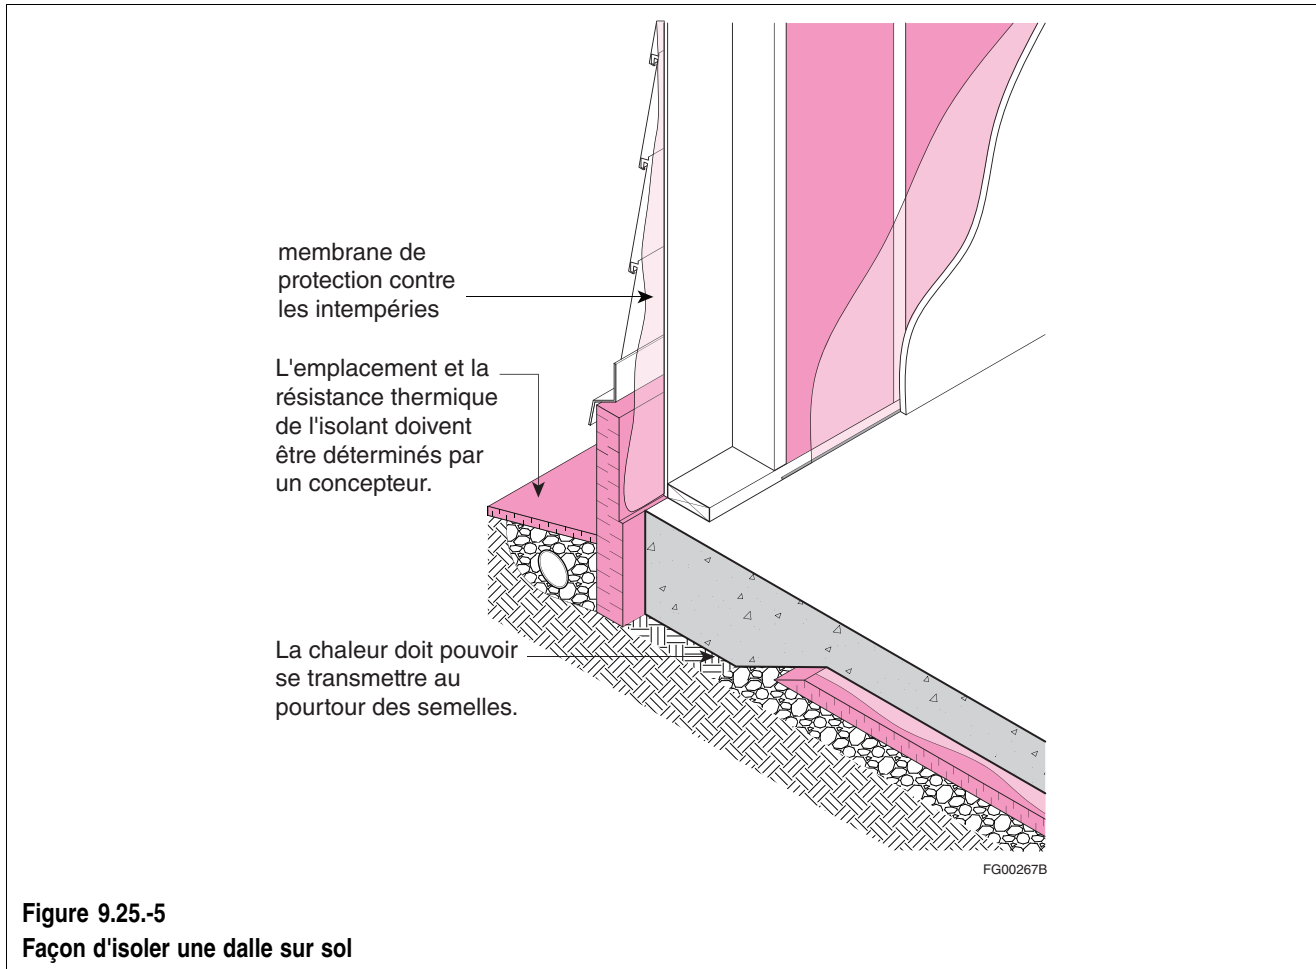 membrane de
protection contre
les intempéries
L'emplacement et la
résistance thermique
de l'isolant doivent
être déterminés par
un concepteur.
La chaleur doit pouvoir
se transmettre au
pourtour des semelles.
FG00267B
Figure 9.25.-5
Façon d'isoler une dalle sur sol